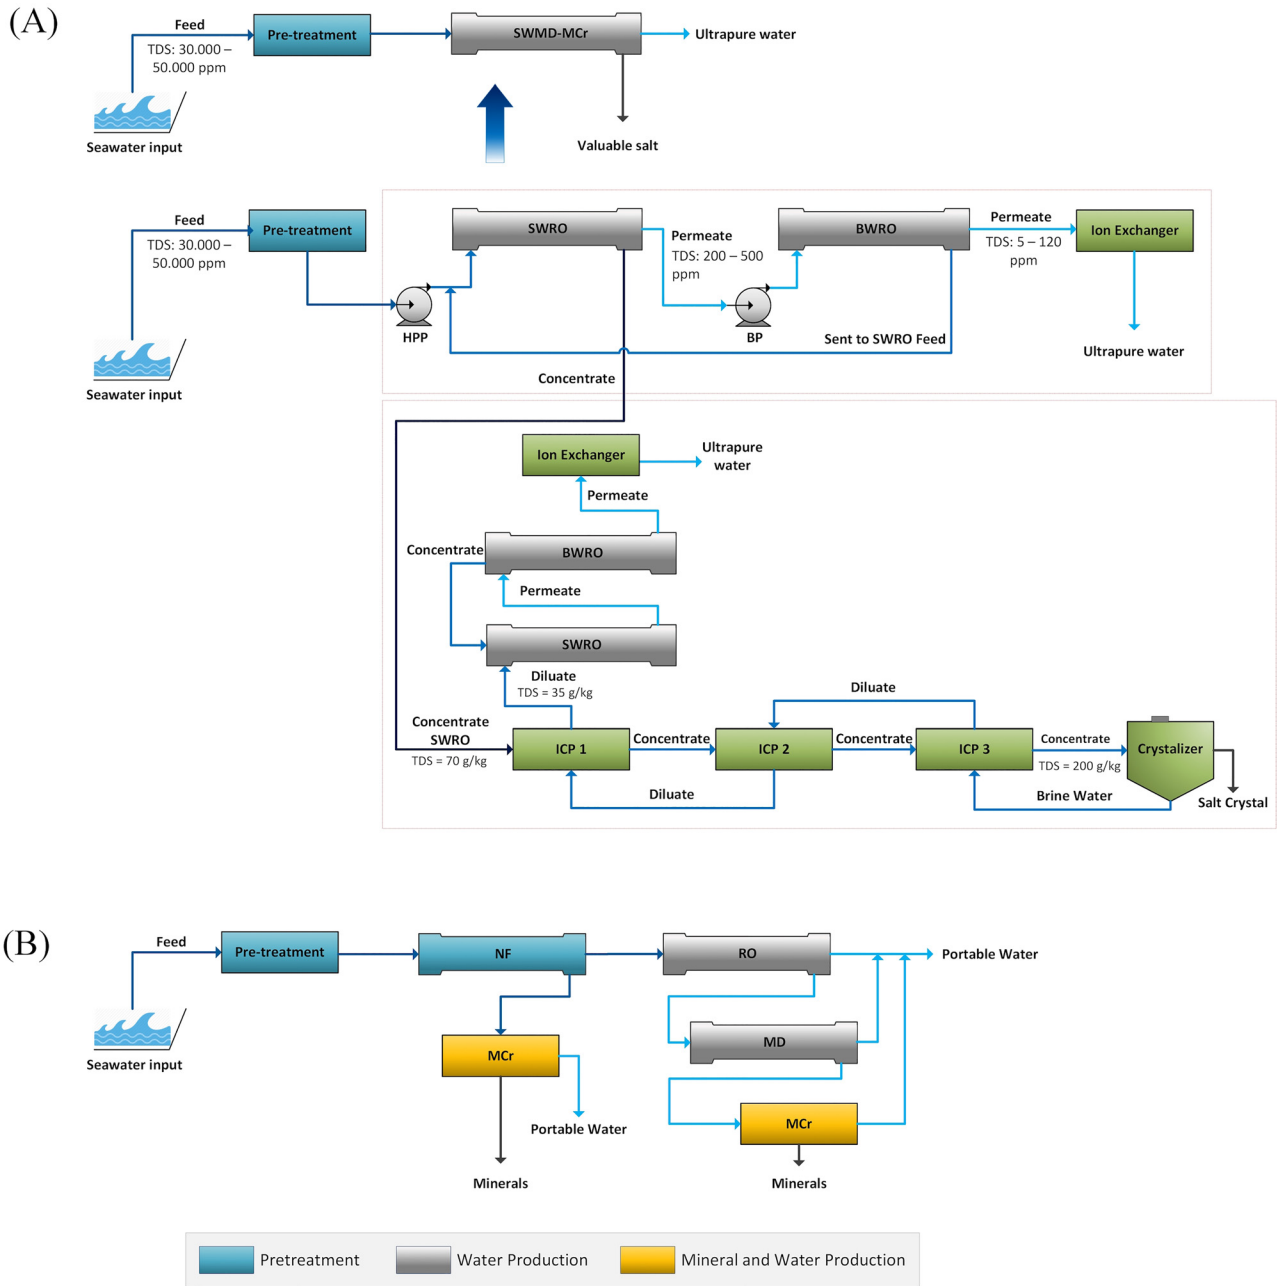 (A)
Feed
TDS: 30.000 –
50.000 ppm
Pre-treatment
SWMD-MCr
Ultrapure water
Seawater input
Valuable salt
Feed
TDS: 30.000 –
50.000 ppm
Pre-treatment
SWRO
Permeate
TDS: 200 – 500
ppm
BWRO
Permeate
TDS: 5 – 120
ppm
Ion Exchanger
HPP
BP
Sent to SWRO Feed
Ultrapure water
Seawater input
Concentrate
Ion Exchanger
Ultrapure
water
Permeate
Concentrate
BWRO
Permeate
SWRO
Diluate
TDS = 35 g/kg
Diluate
Concentrate
SWRO
TDS = 70 g/kg
ICP 1
Concentrate
ICP 2
Concentrate
ICP 3
Concentrate
TDS = 200 g/kg
Crystalizer
Diluate
Brine Water
Salt Crystal
(B)
Feed
Pre-treatment
NF
RO
Portable Water
Seawater input
MCr
MD
Portable Water
MCr
Minerals
Minerals
Pretreatment
Water Production
Mineral and Water Production